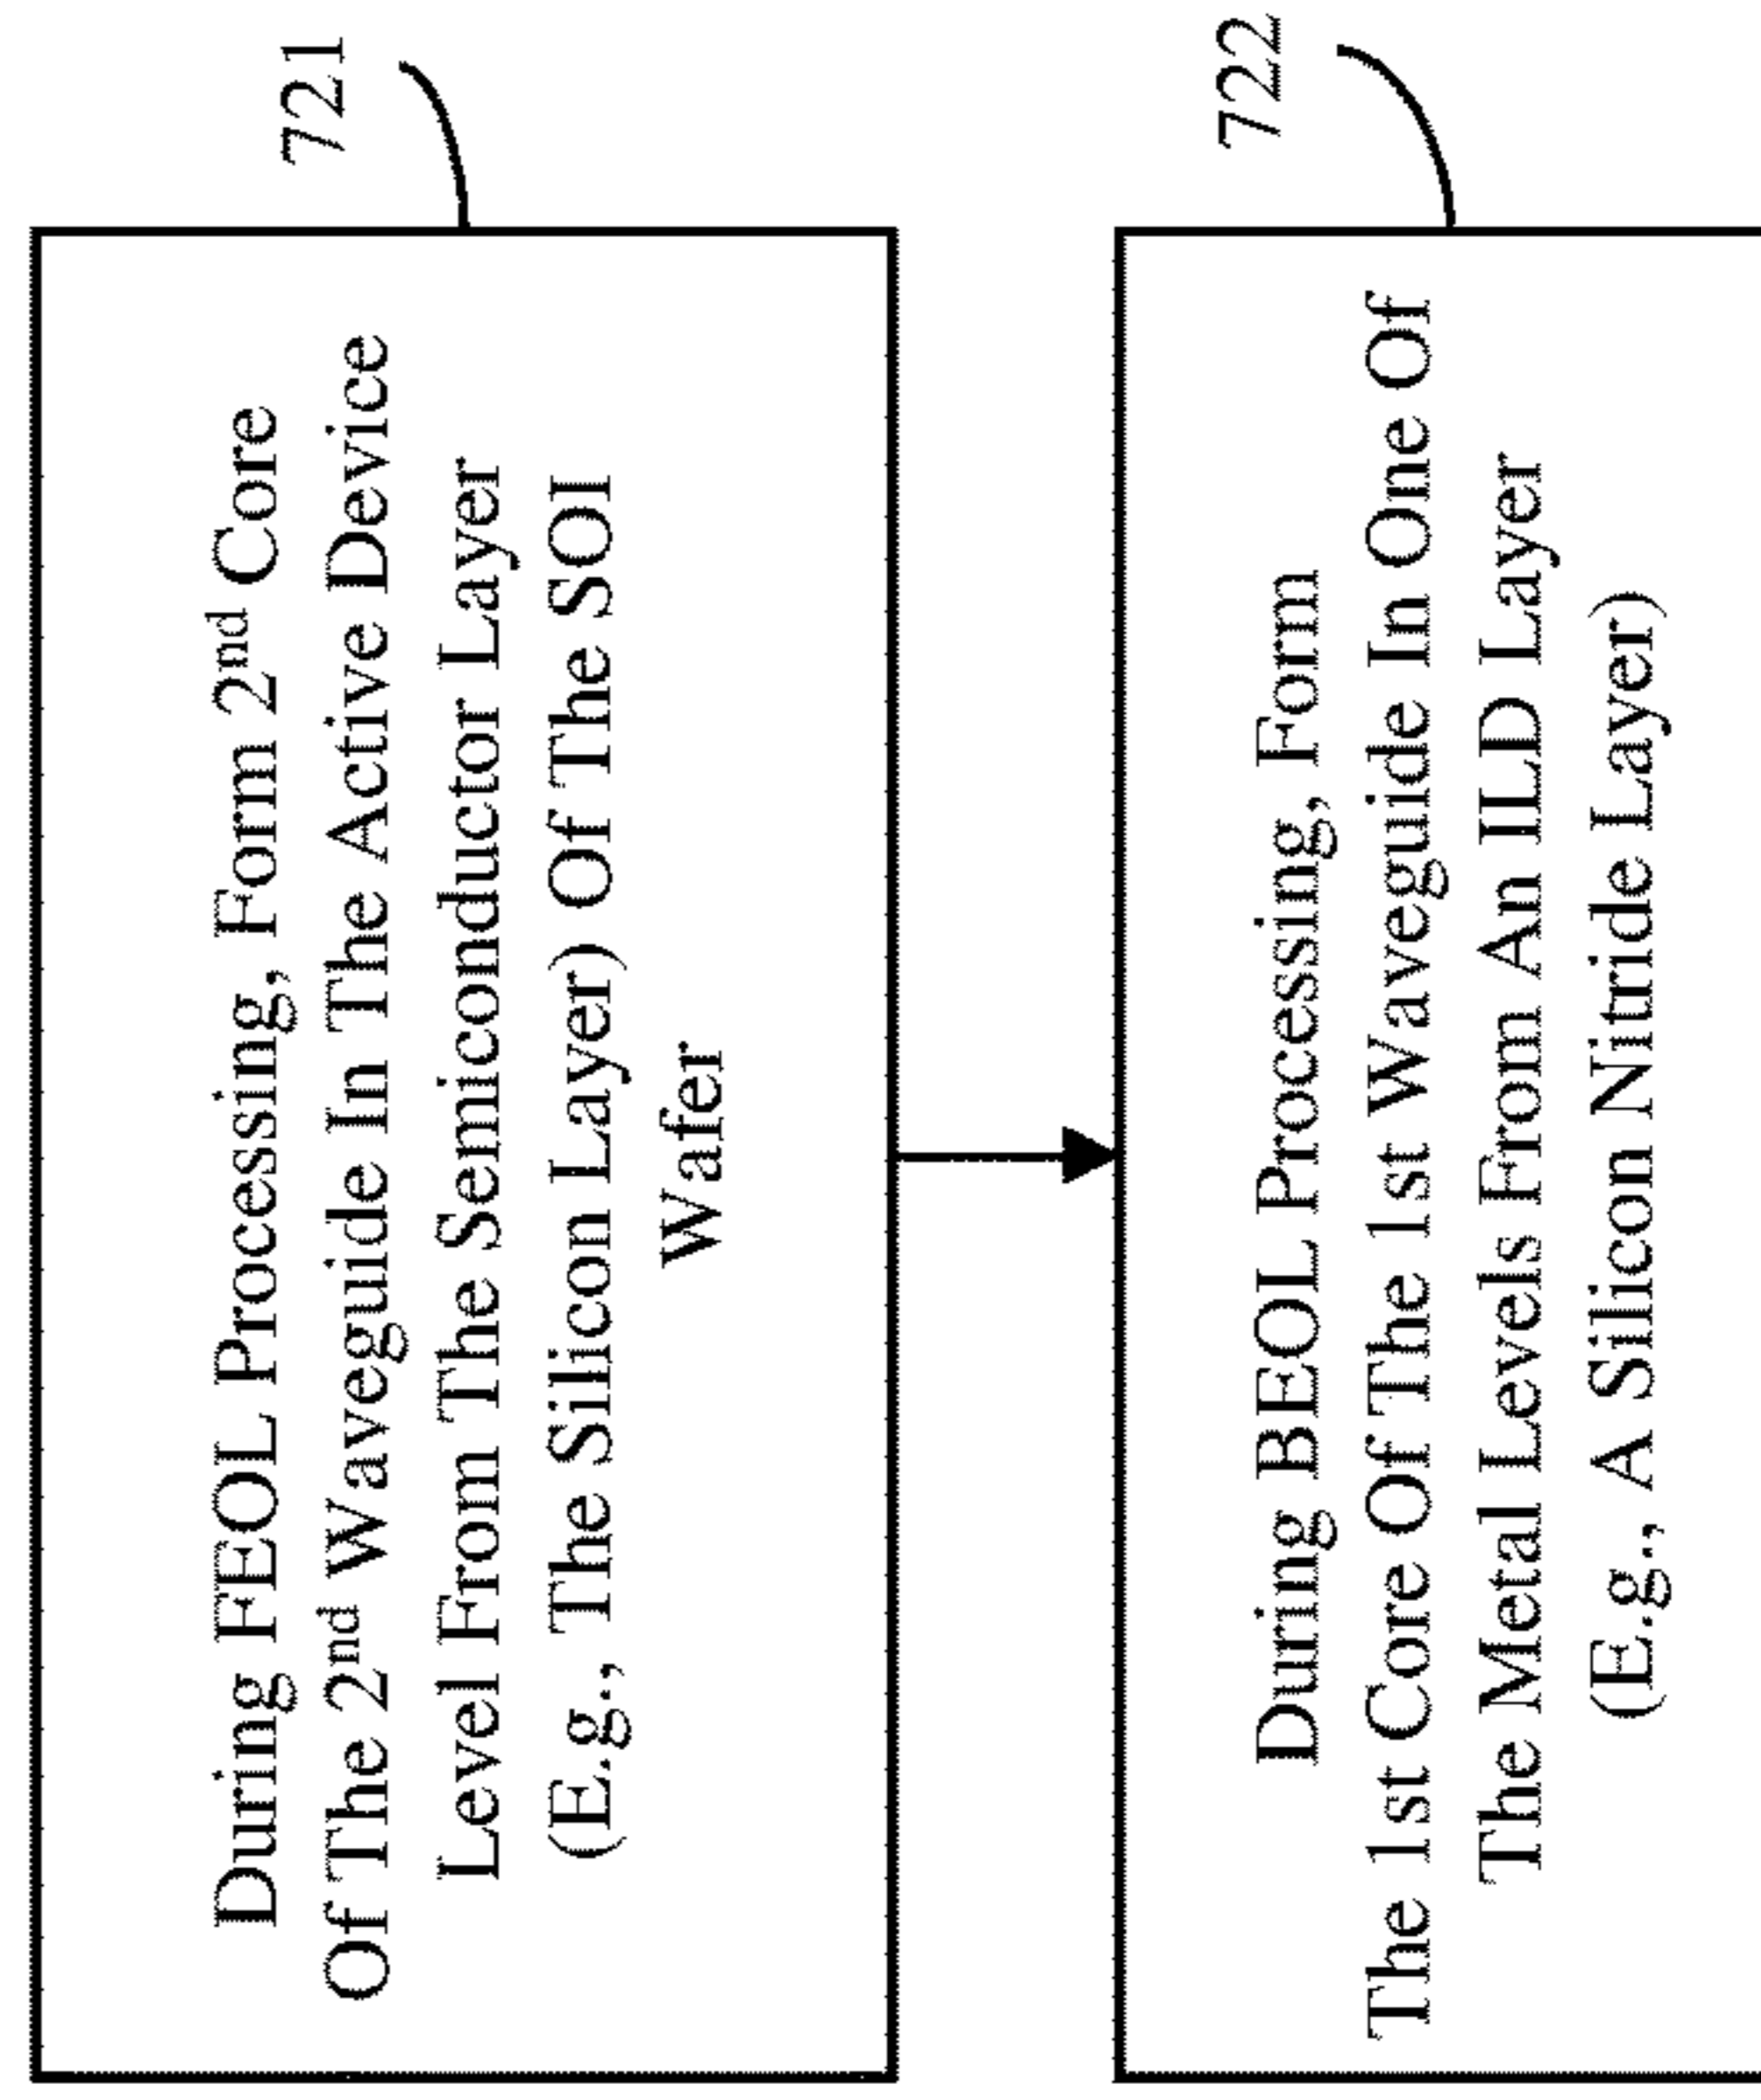 721
During FEOL Processing, Form 2nd Core
Of The 2nd Waveguide In The Active Device
Level From The Semiconductor Layer
(E.g., The Silicon Layer) Of The SOI
Wafer
722
During BEOL Processing, Form
The 1st Core Of The 1st Waveguide In One Of
The Metal Levels From An ILD Layer
(E.g., A Silicon Nitride Layer)